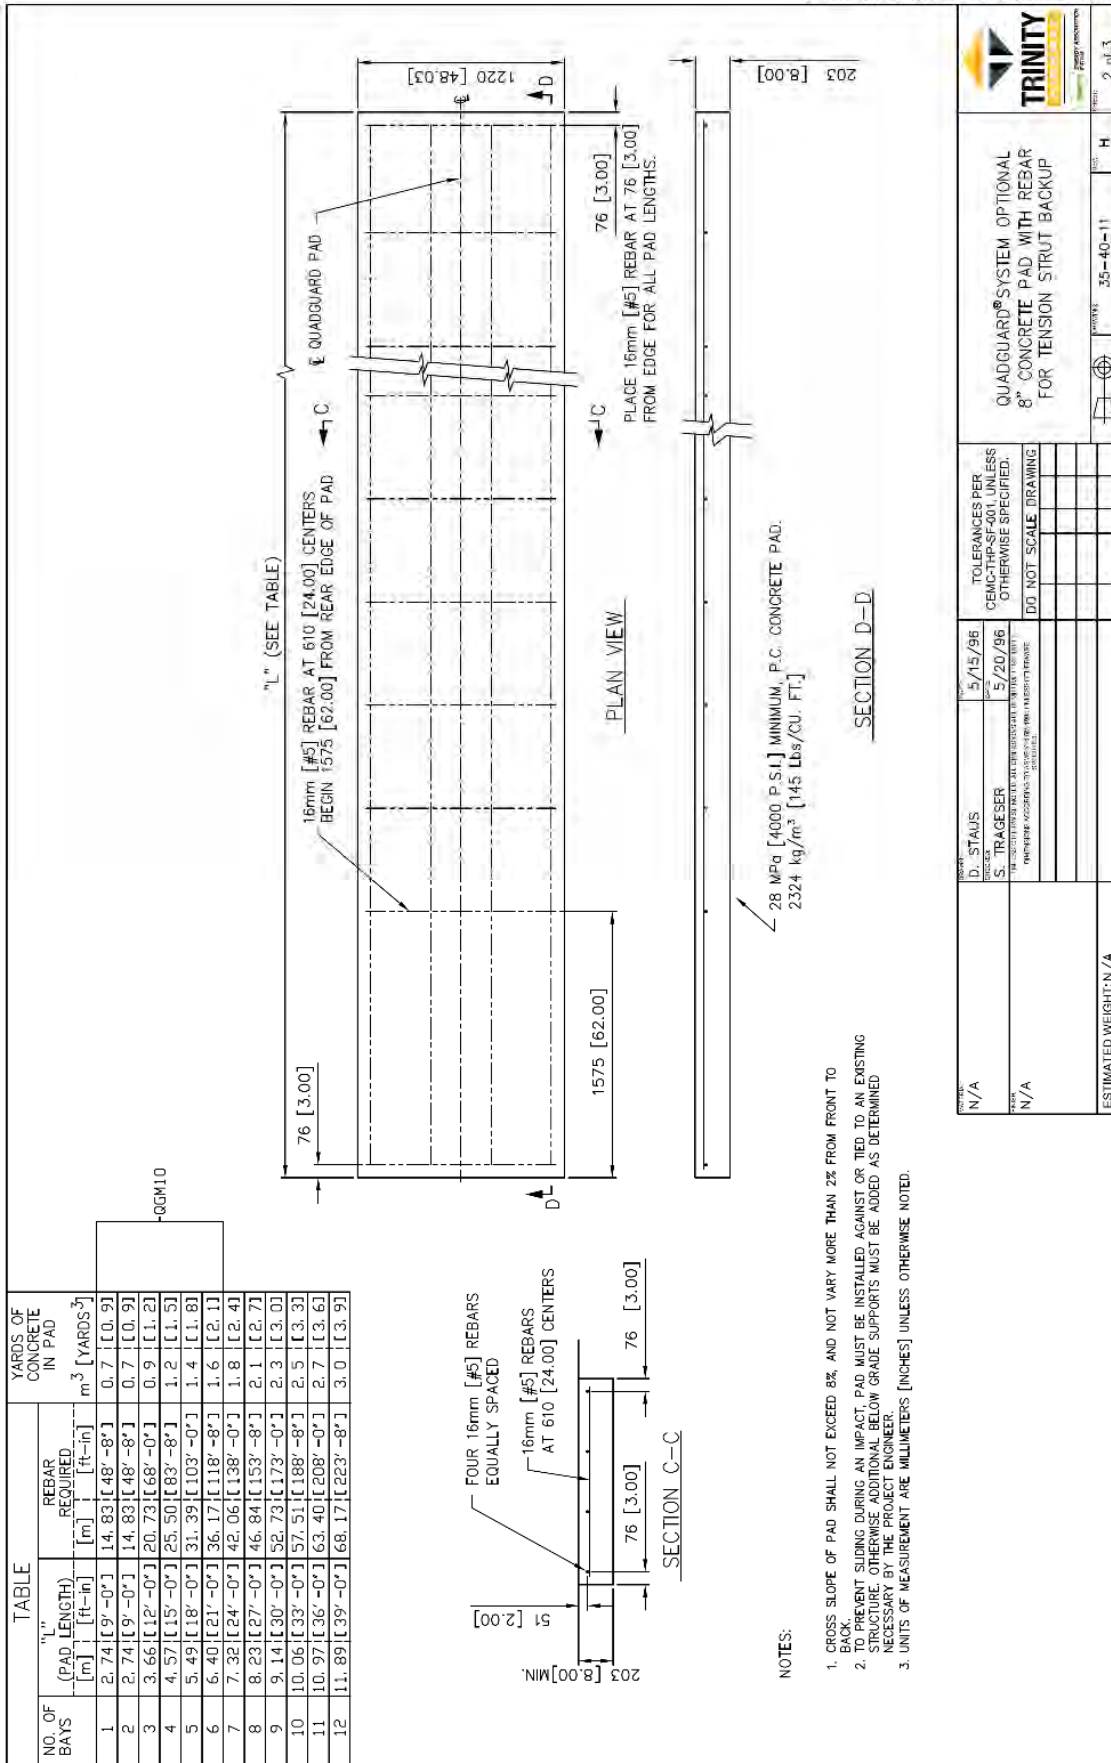 TABLE
NO. OF BAYS
"L" (PAD LENGTH)
[m] [ft-in]
REBAR REQUIRED
[m] [ft-in]
YARDS OF CONCRETE IN PAD
m³ [YARDS³]
1 2.74 [9'-0"] 14.83 [48'-8"] 0.7 [0.9]
2 2.74 [9'-0"] 14.83 [48'-8"] 0.7 [0.9]
3 3.66 [12'-0"] 20.73 [68'-0"] 0.9 [1.2]
4 4.57 [15'-0"] 25.50 [83'-8"] 1.2 [1.5]
5 5.49 [18'-0"] 31.39 [103'-0"] 1.4 [1.8]
6 6.40 [21'-0"] 36.17 [118'-8"] 1.6 [2.1]
7 7.32 [24'-0"] 42.06 [138'-0"] 1.8 [2.4]
8 8.23 [27'-0"] 46.84 [153'-8"] 2.1 [2.7]
9 9.14 [30'-0"] 52.73 [173'-0"] 2.3 [3.0]
10 10.06 [33'-0"] 57.51 [188'-8"] 2.5 [3.3]
11 10.97 [36'-0"] 63.40 [208'-0"] 2.7 [3.6]
12 11.89 [39'-0"] 68.17 [223'-8"] 3.0 [3.9]
QGM10
"L" (SEE TABLE)
76 [3.00]
16mm [#5] REBAR AT 610 [24.00] CENTERS
BEGIN 1575 [62.00] FROM REAR EDGE OF PAD
C
℄ QUADGUARD PAD
1220 [48.03]
℄
D
D
C
1575 [62.00]
76 [3.00]
PLACE 16mm [#5] REBAR AT 76 [3.00]
FROM EDGE FOR ALL PAD LENGTHS.
PLAN VIEW
203 [8.00]
28 MPa [4000 P.S.I.] MINIMUM, P.C. CONCRETE PAD.
2324 kg/m³ [145 Lbs/CU. FT.]
SECTION D-D
FOUR 16mm [#5] REBARS
EQUALLY SPACED
16mm [#5] REBARS
AT 610 [24.00] CENTERS
51 [2.00]
203 [8.00]MIN.
76 [3.00]
76 [3.00]
SECTION C-C
NOTES:
1. CROSS SLOPE OF PAD SHALL NOT EXCEED 8%, AND NOT VARY MORE THAN 2% FROM FRONT TO
BACK.
2. TO PREVENT SLIDING DURING AN IMPACT, PAD MUST BE INSTALLED AGAINST OR TIED TO AN EXISTING
STRUCTURE, OTHERWISE ADDITIONAL BELOW GRADE SUPPORTS MUST BE ADDED AS DETERMINED
NECESSARY BY THE PROJECT ENGINEER.
3. UNITS OF MEASUREMENT ARE MILLIMETERS [INCHES] UNLESS OTHERWISE NOTED.
N/A
N/A
ESTIMATED WEIGHT: N/A
D. STAUS 5/15/96
S. TRAGESER 5/20/96
TOLERANCES PER
CEMC-THP-SF-001, UNLESS
OTHERWISE SPECIFIED.
DO NOT SCALE DRAWING
QUADGUARD® SYSTEM OPTIONAL
8" CONCRETE PAD WITH REBAR
FOR TENSION STRUT BACKUP
35-40-11
H
2 of 3
TRINITY